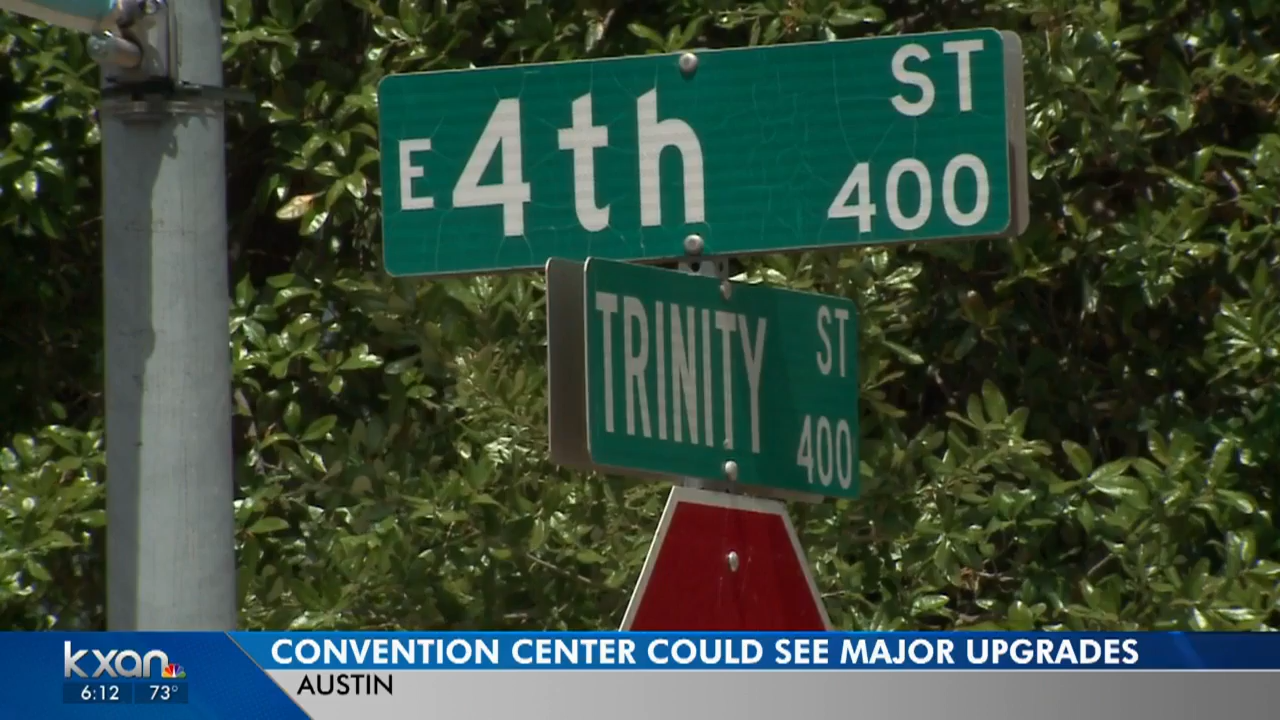 E 4th ST
400
TRINITY ST
400
kxan
6:12 73°
CONVENTION CENTER COULD SEE MAJOR UPGRADES
AUSTIN